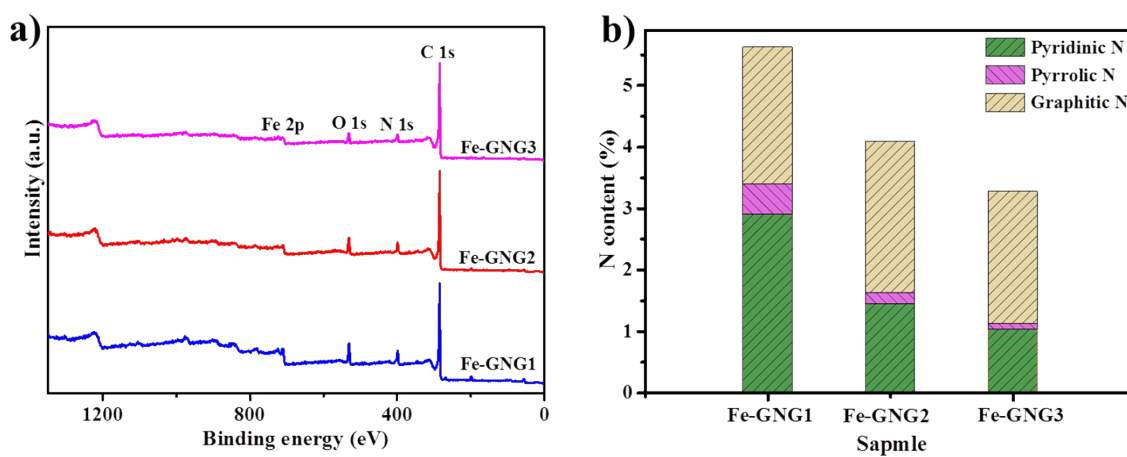 a)
C 1s
Fe 2p
O 1s
N 1s
Fe-GNG3
Fe-GNG2
Fe-GNG1
Intensity (a.u.)
1200
800
400
0
Binding energy (eV)
b)
Pyridinic N
Pyrrolic N
Graphitic N
N content (%)
5
4
3
2
1
0
Fe-GNG1
Fe-GNG2
Fe-GNG3
Sapmle